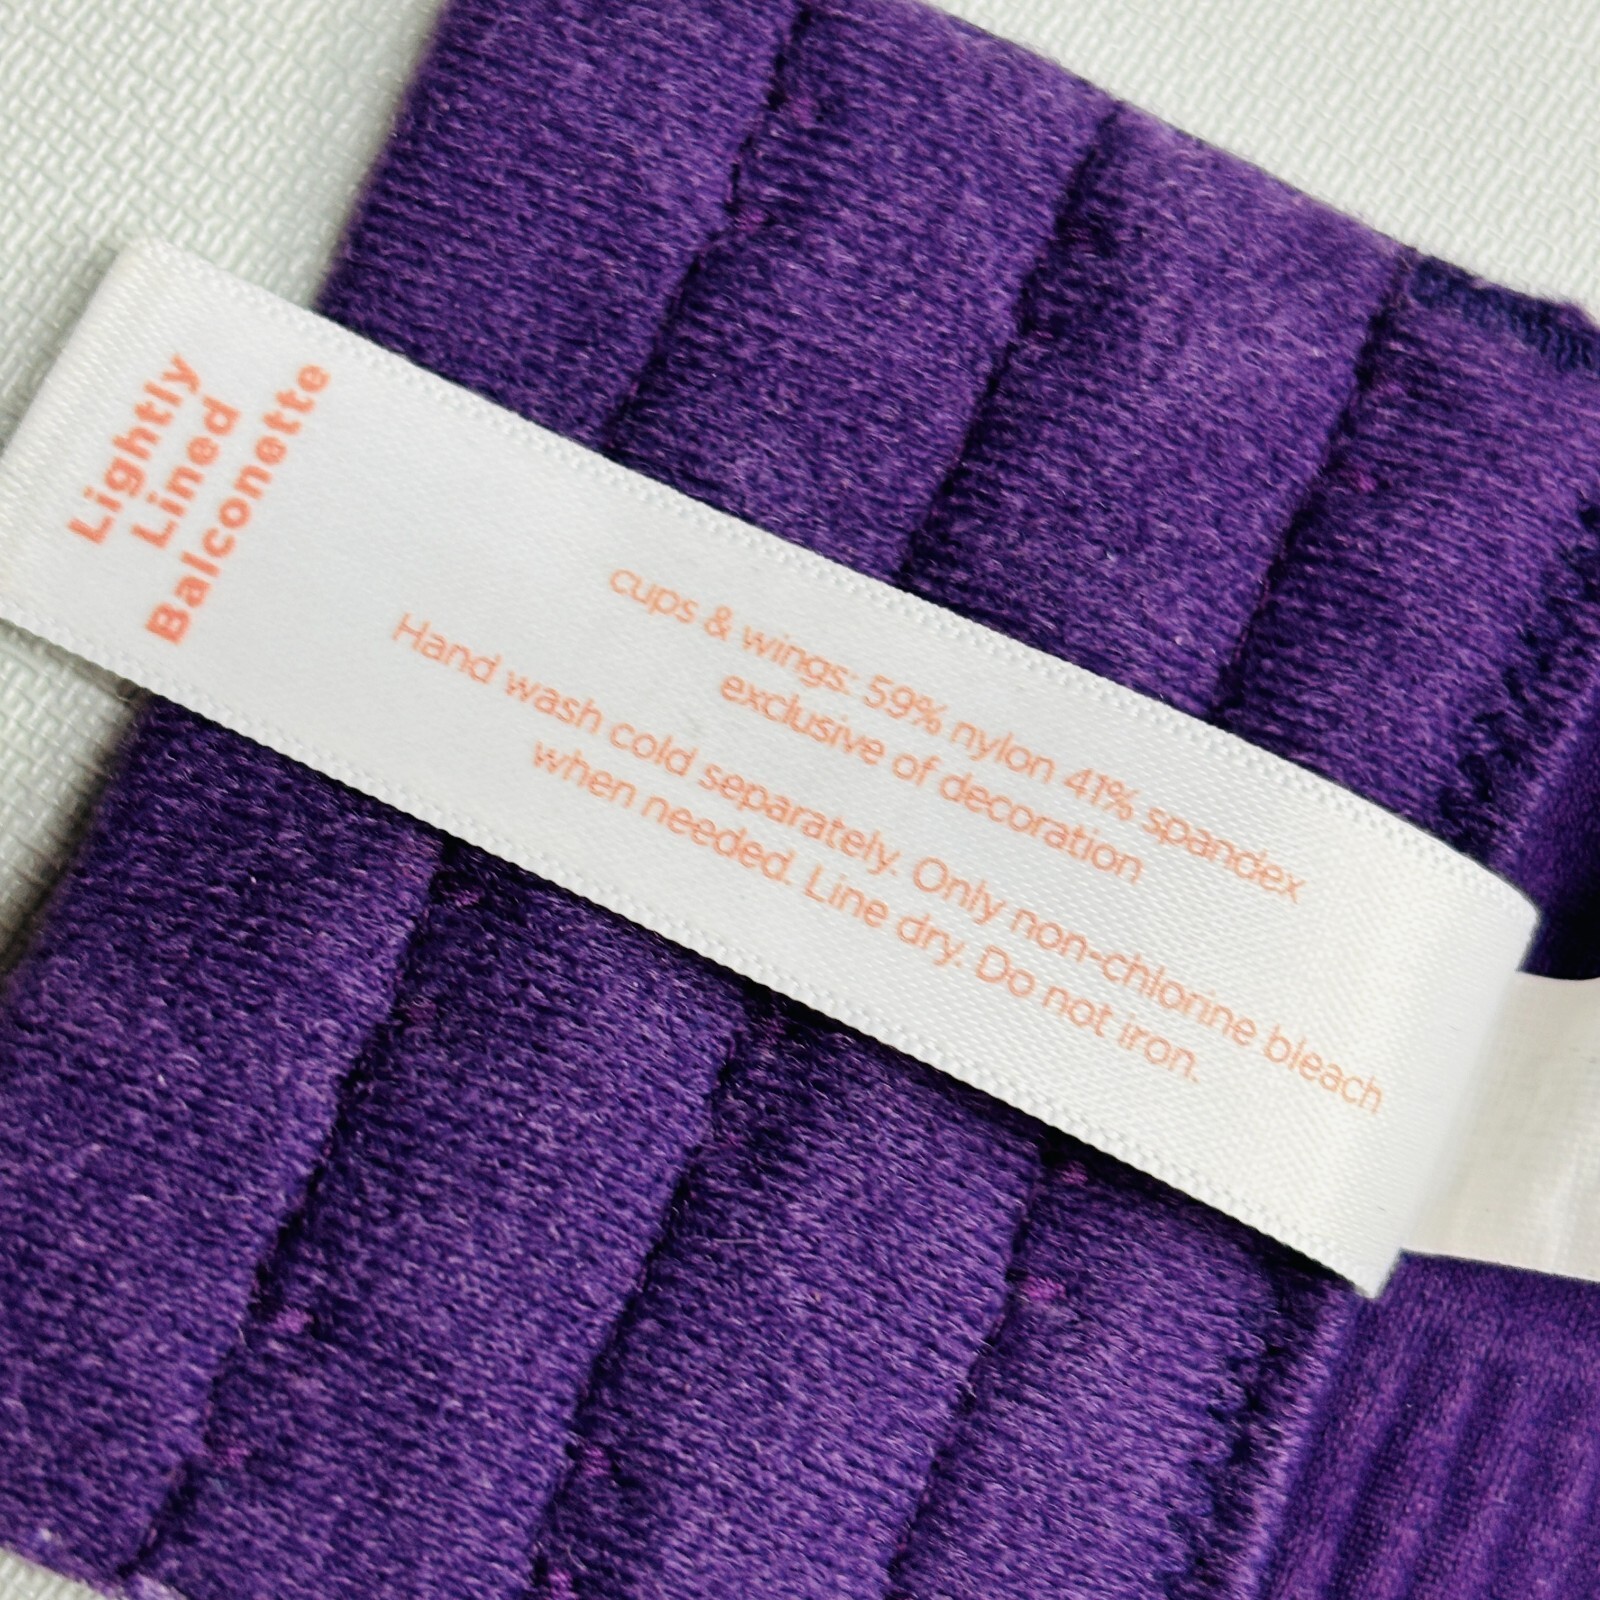 Lightly
Lined
Balconette
cups & wings: 59% nylon 41% spandex
exclusive of decoration
Hand wash cold separately. Only non-chlorine bleach
when needed. Line dry. Do not iron.